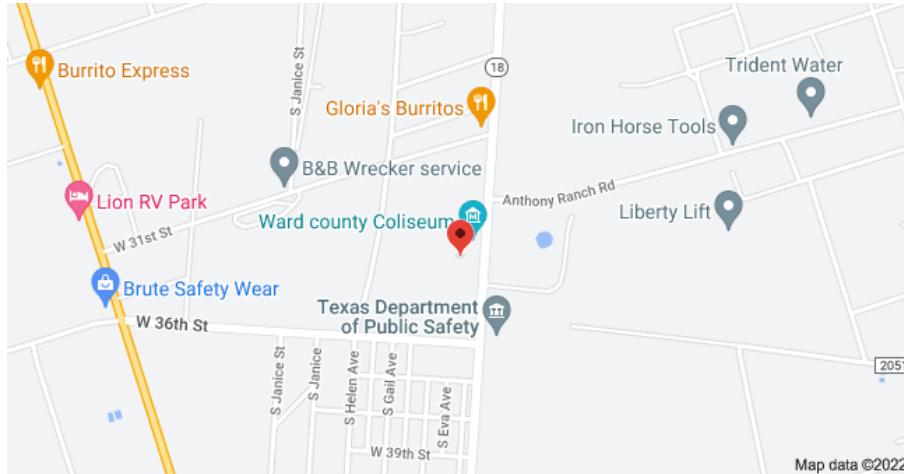 18
Burrito Express
S Janice St
Trident Water
Gloria's Burritos
Iron Horse Tools
B&B Wrecker service
Lion RV Park
Anthony Ranch Rd
Ward county Coliseum
Liberty Lift
W 31st St
Brute Safety Wear
Texas Department
of Public Safety
W 36th St
2051
S Janice St
S Janice
S Helen Ave
S Gail Ave
S Eva Ave
W 39th St
Map data ©2022